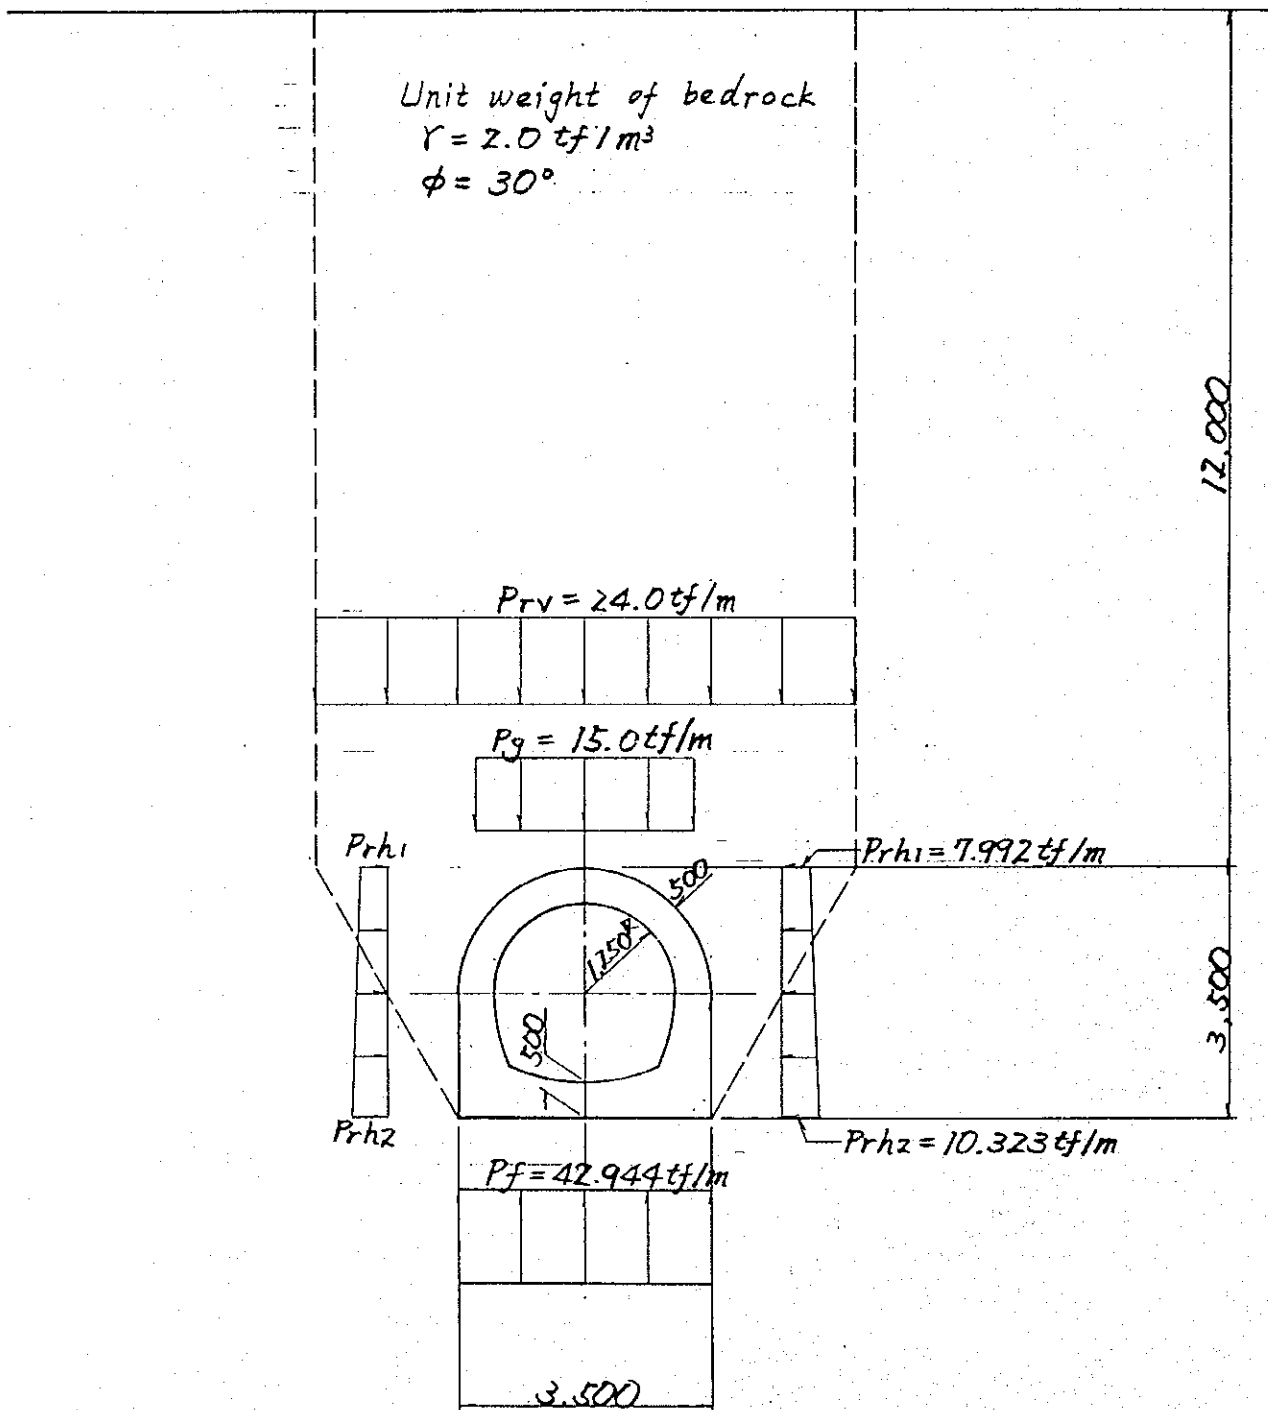 Unit weight of bedrock
γ = 2.0 tf/m³
φ = 30°
12,000
Prv = 24.0 tf/m
Pg = 15.0 tf/m
Prh1
Prh1 = 7.992 tf/m
500
1,250R
500
3,500
Prh2
Prh2 = 10.323 tf/m
Pf = 42.944 tf/m
3,500